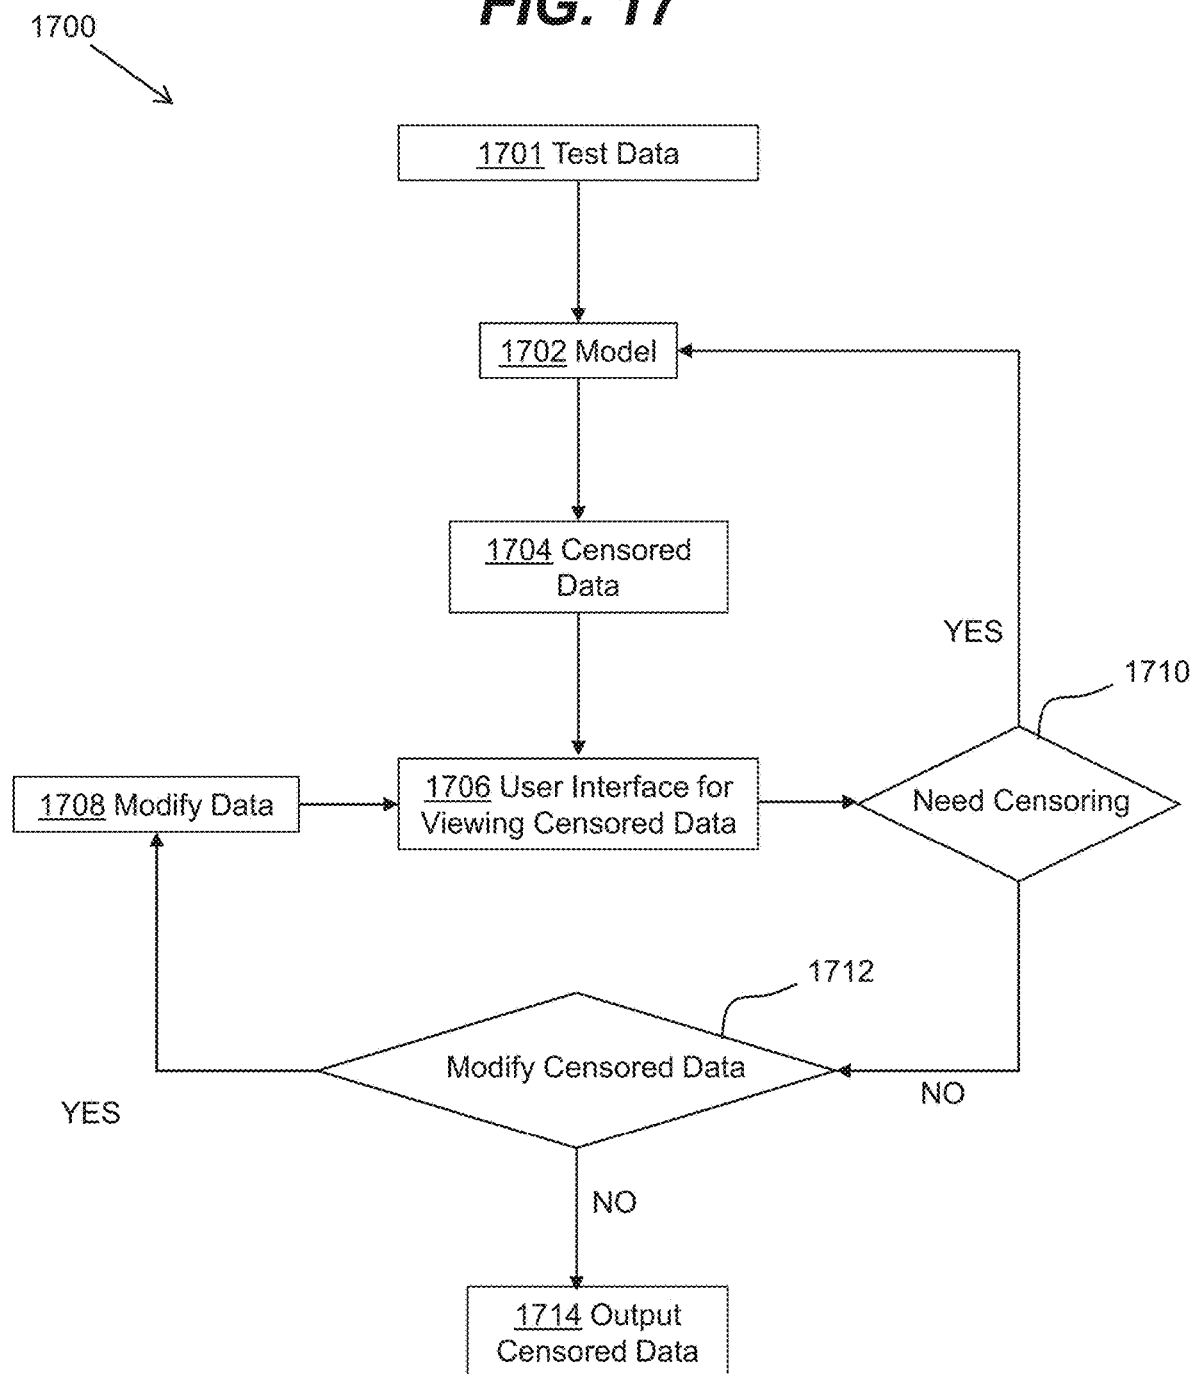 FIG. 17
1700
1701 Test Data
1702 Model
1704 Censored
Data
YES
1710
1706 User Interface for
Viewing Censored Data
1708 Modify Data
Need Censoring
1712
Modify Censored Data
NO
YES
NO
1714 Output
Censored Data